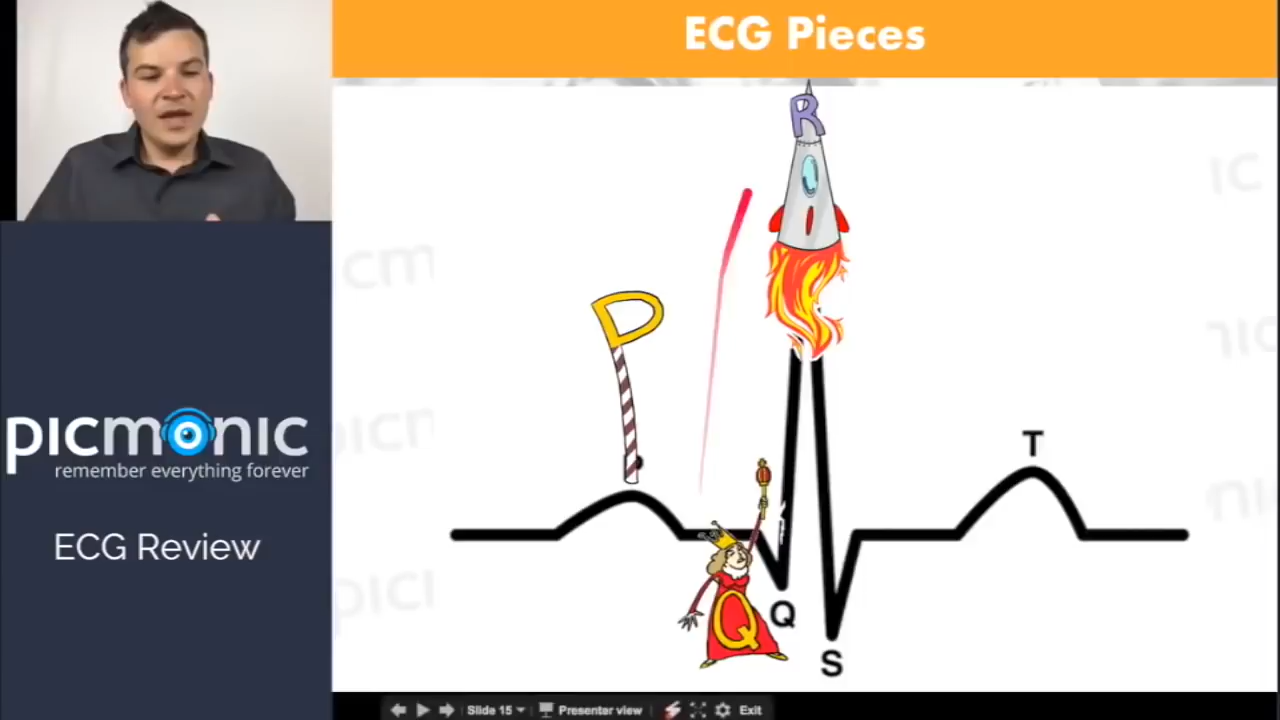 ECG Pieces
R
P
T
Q
Q
S
picmonic
remember everything forever
ECG Review
Slide 15
Presenter view
Exit